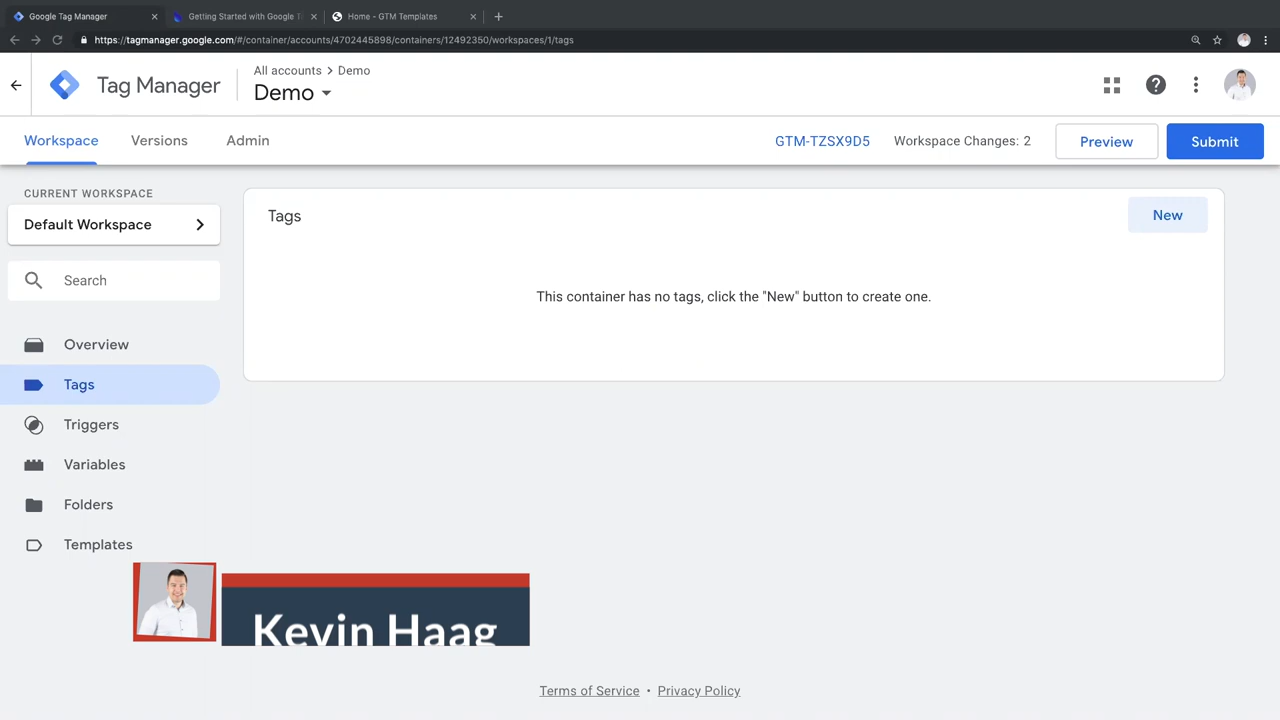 Google Tag Manager
Getting Started with Google T
Home - GTM Templates
https://tagmanager.google.com/#/container/accounts/4702445898/containers/12492350/workspaces/1/tags
Tag Manager
All accounts > Demo
Demo
Workspace
Versions
Admin
GTM-TZSX9D5
Workspace Changes: 2
Preview
Submit
CURRENT WORKSPACE
Default Workspace
Search
Overview
Tags
Triggers
Variables
Folders
Templates
Tags
New
This container has no tags, click the "New" button to create one.
Kevin Haag
Terms of Service • Privacy Policy